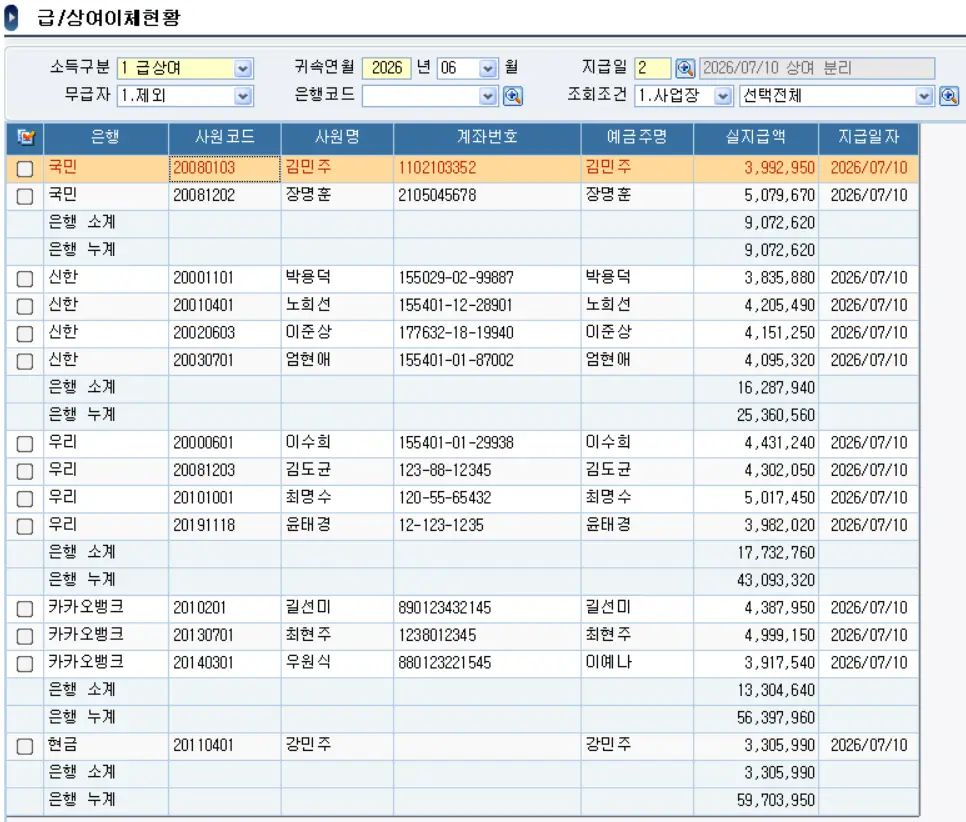 급/상여이체현황
소득구분 1 급상여 귀속연월 2026 년 06 월 지급일 2 2026/07/10 상여 분리
무급자 1.제외 은행코드 조회조건 1.사업장 선택전체
은행 사원코드 사원명 계좌번호 예금주명 실지급액 지급일자
국민 20080103 김민주 1102103352 김민주 3,992,950 2026/07/10
국민 20081202 장명훈 2105045678 장명훈 5,079,670 2026/07/10
은행 소계 9,072,620
은행 누계 9,072,620
신한 20001101 박용덕 155029-02-99887 박용덕 3,835,880 2026/07/10
신한 20010401 노희선 155401-12-28901 노희선 4,205,490 2026/07/10
신한 20020603 이준상 177632-18-19940 이준상 4,151,250 2026/07/10
신한 20030701 엄현애 155401-01-87002 엄현애 4,095,320 2026/07/10
은행 소계 16,287,940
은행 누계 25,360,560
우리 20000601 이수희 155401-01-29938 이수희 4,431,240 2026/07/10
우리 20081203 김도균 123-88-12345 김도균 4,302,050 2026/07/10
우리 20101001 최명수 120-55-65432 최명수 5,017,450 2026/07/10
우리 20191118 윤태경 12-123-1235 윤태경 3,982,020 2026/07/10
은행 소계 17,732,760
은행 누계 43,093,320
카카오뱅크 2010201 길선미 890123432145 길선미 4,387,950 2026/07/10
카카오뱅크 20130701 최현주 1238012345 최현주 4,999,150 2026/07/10
카카오뱅크 20140301 우원식 880123221545 이예나 3,917,540 2026/07/10
은행 소계 13,304,640
은행 누계 56,397,960
현금 20110401 강민주 강민주 3,305,990 2026/07/10
은행 소계 3,305,990
은행 누계 59,703,950